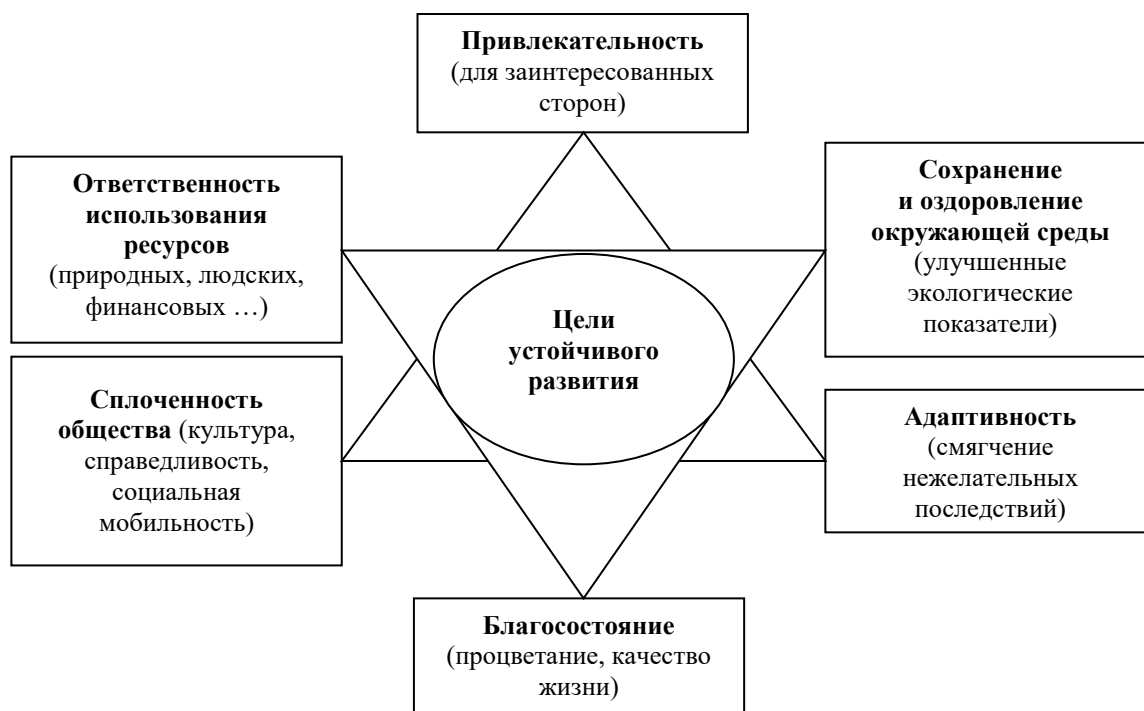 Привлекательность
(для заинтересованных
сторон)
Ответственность
использования
ресурсов
(природных, людских,
финансовых …)
Сохранение
и оздоровление
окружающей среды
(улучшенные
экологические
показатели)
Цели
устойчивого
развития
Сплоченность
общества (культура,
справедливость,
социальная
мобильность)
Адаптивность
(смягчение
нежелательных
последствий)
Благосостояние
(процветание, качество
жизни)